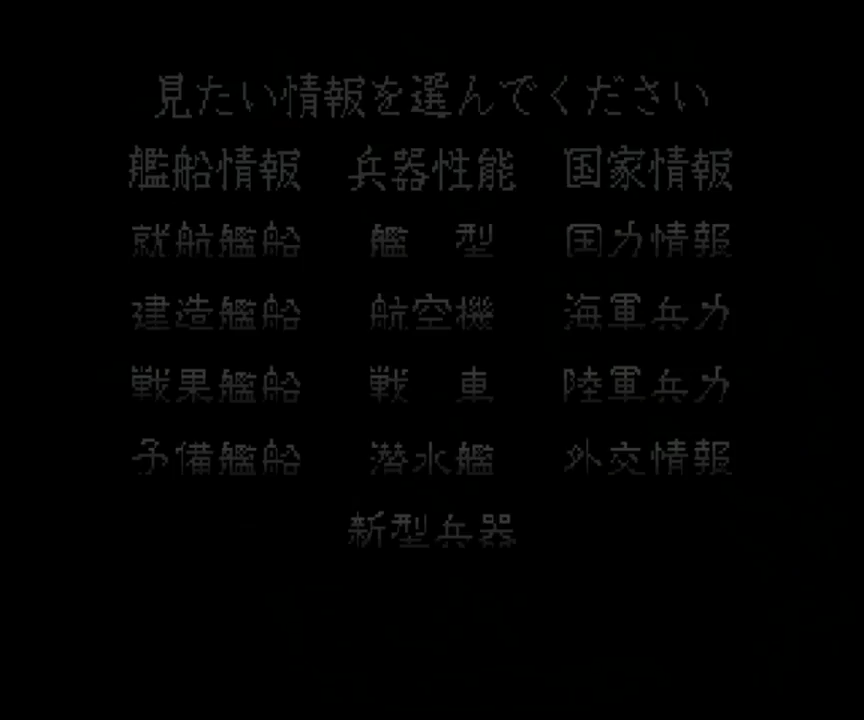 見たい情報を選んでください
艦船情報　兵器性能　国家情報
就航艦船　艦　型　国力情報
建造艦船　航空機　海軍兵力
戦果艦船　戦　車　陸軍兵力
予備艦船　潜水艦　外交情報
新型兵器